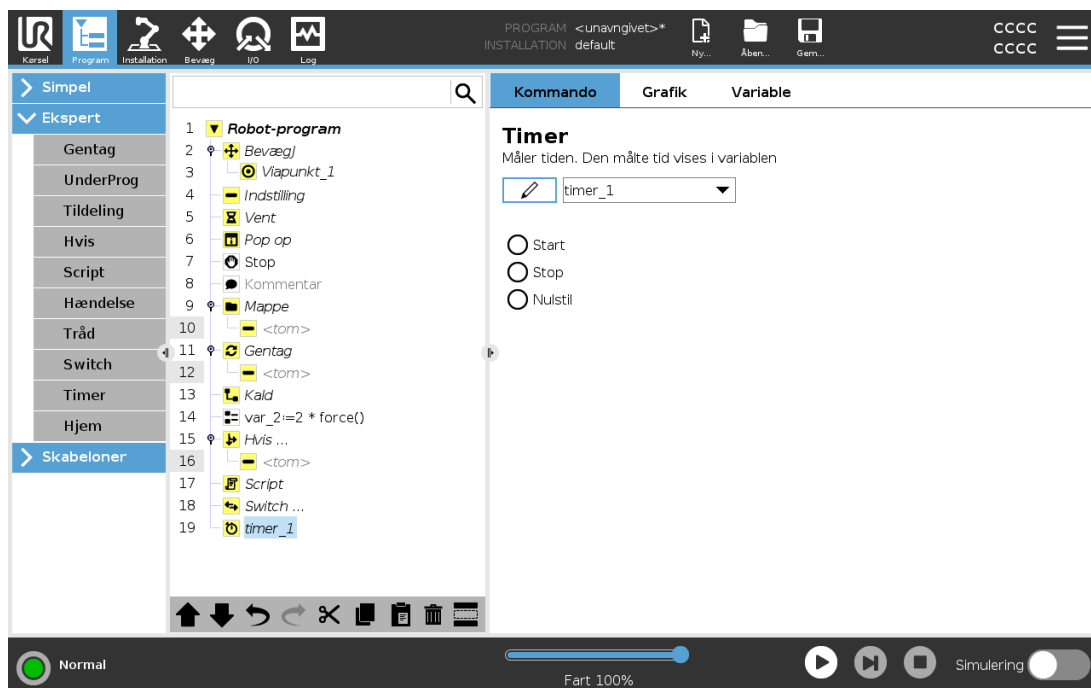 PROGRAM <unavngivet>*
INSTALLATION default
CCCC
CCCC
UR
Kørsel Program Installation Bevæg I/O Log Ny... Åben... Gem...
Simpel
Ekspert
Gentag
UnderProg
Tildeling
Hvis
Script
Hændelse
Tråd
Switch
Timer
Hjem
Skabeloner
1 Robot-program
2 BevægJ
3 Viapunkt_1
4 Indstilling
5 Vent
6 Pop op
7 Stop
8 Kommentar
9 Mappe
10 <tom>
11 Gentag
12 <tom>
13 Kald
14 var_2:=2 * force()
15 Hvis ...
16 <tom>
17 Script
18 Switch ...
19 timer_1
Kommando Grafik Variable
Timer
Måler tiden. Den målte tid vises i variablen
timer_1
Start
Stop
Nulstil
Normal
Fart 100%
Simulering